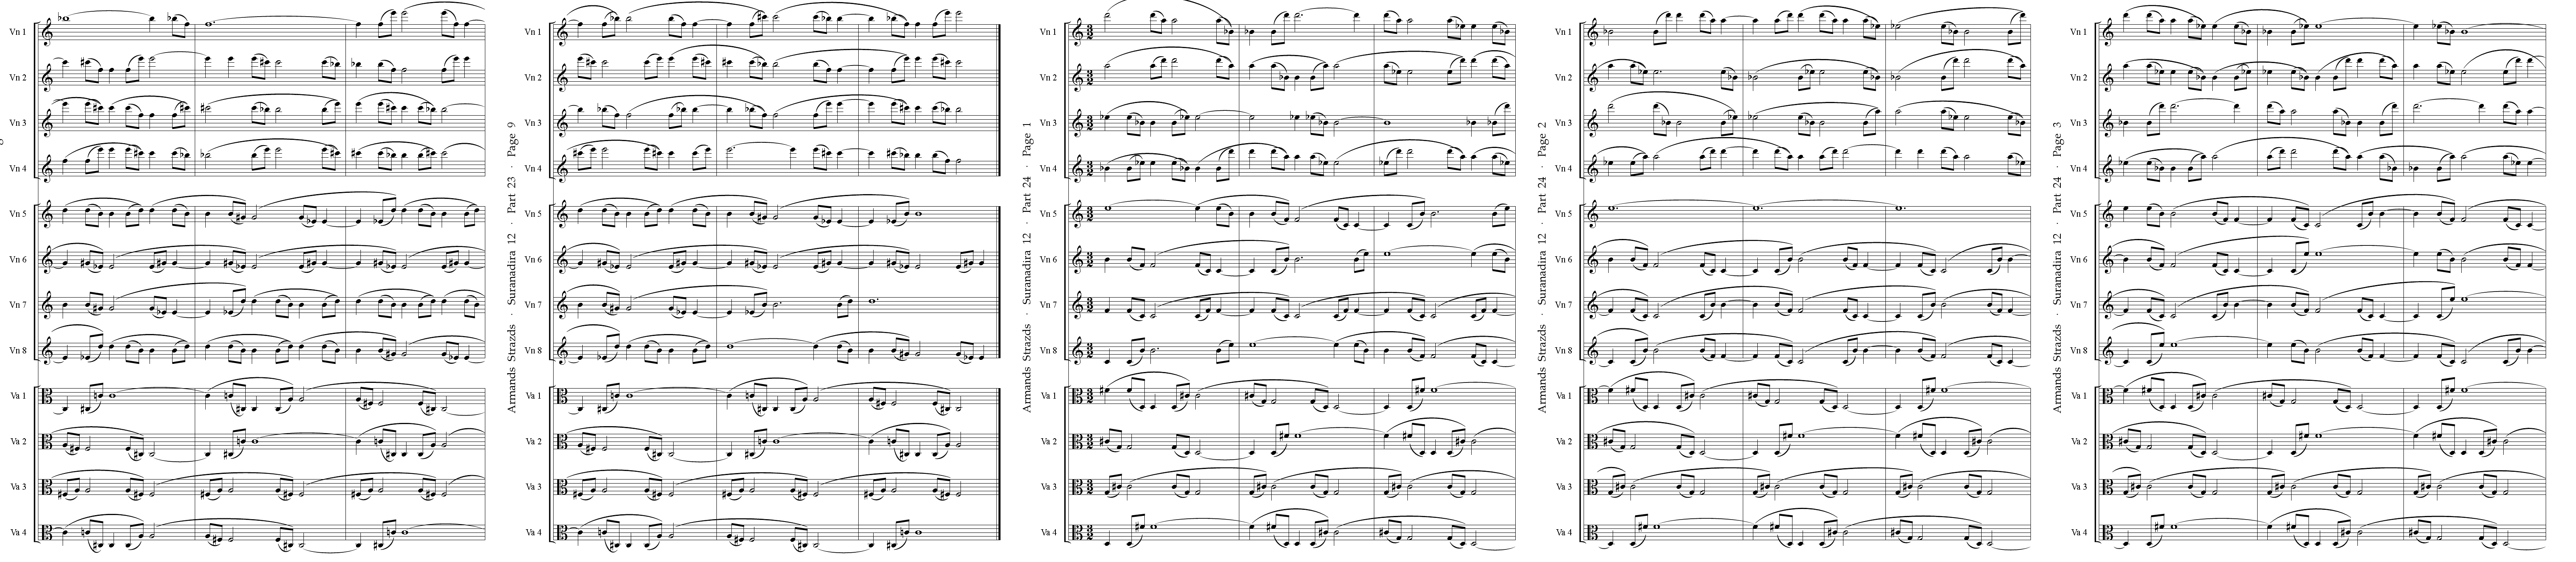 Vn 1
Vn 2
Vn 3
Vn 4
Vn 5
Vn 6
Vn 7
Vn 8
Va 1
Va 2
Va 3
Va 4
Armands Strazds · Suranadira 12 · Part 23 · Page 9
Vn 1
Vn 2
Vn 3
Vn 4
Vn 5
Vn 6
Vn 7
Vn 8
Va 1
Va 2
Va 3
Va 4
Armands Strazds · Suranadira 12 · Part 24 · Page 1
Vn 1
Vn 2
Vn 3
Vn 4
Vn 5
Vn 6
Vn 7
Vn 8
Va 1
Va 2
Va 3
Va 4
Armands Strazds · Suranadira 12 · Part 24 · Page 2
Vn 1
Vn 2
Vn 3
Vn 4
Vn 5
Vn 6
Vn 7
Vn 8
Va 1
Va 2
Va 3
Va 4
Armands Strazds · Suranadira 12 · Part 24 · Page 3
Vn 1
Vn 2
Vn 3
Vn 4
Vn 5
Vn 6
Vn 7
Vn 8
Va 1
Va 2
Va 3
Va 4